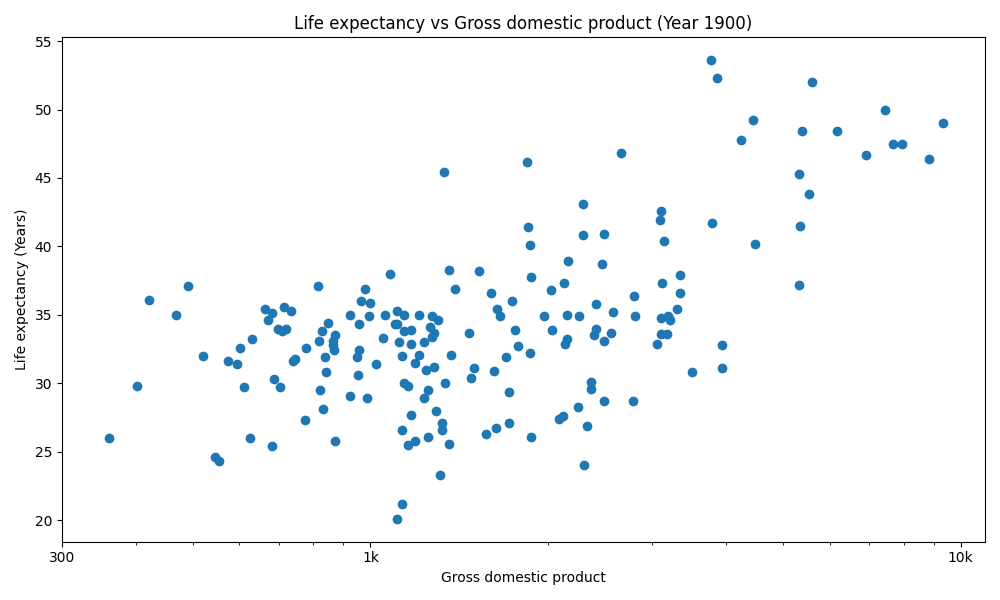 Life expectancy vs Gross domestic product (Year 1900)
55
50
45
40
35
30
25
20
Life expectancy (Years)
300
1k
10k
Gross domestic product